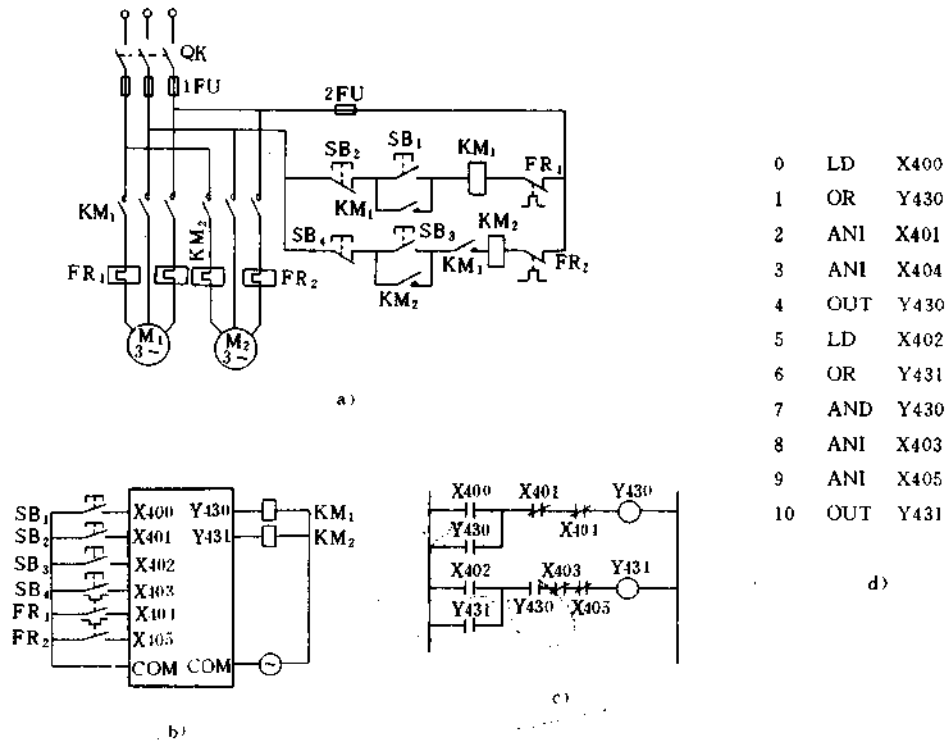 QK
1FU
2FU
SB₂ SB₁ KM₁ FR₁
KM₁
SB₄ SB₃ KM₂
KM₁ FR₂
KM₂
KM₁ KM₂
FR₁ FR₂
M₁ 3~ M₂ 3~
a)
SB₁ X400 Y430 KM₁
SB₂ X401 Y431 KM₂
SB₃ X402
SB₄ X403
FR₁ X404
FR₂ X405
COM COM
b)
X400 X401 Y430
Y430 X404
X402 X403 Y431
Y431 Y430 X405
c)
0 LD X400
1 OR Y430
2 ANI X401
3 ANI X404
4 OUT Y430
5 LD X402
6 OR Y431
7 AND Y430
8 ANI X403
9 ANI X405
10 OUT Y431
d)